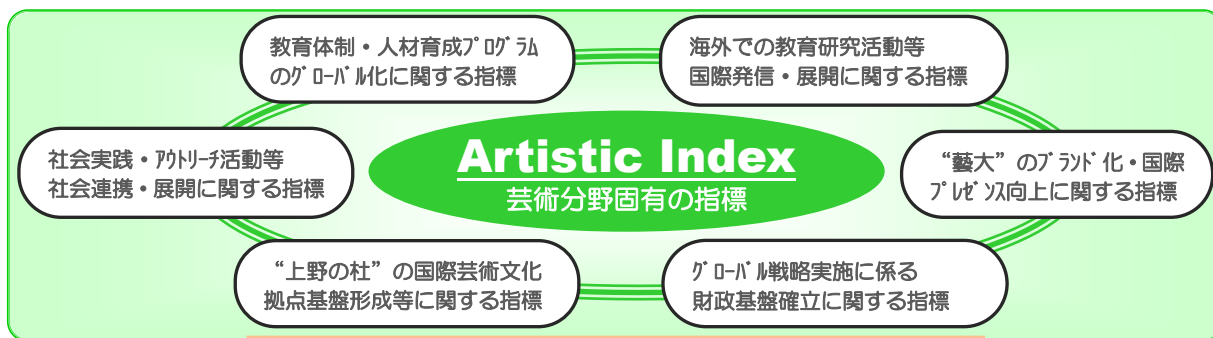 教育体制・人材育成ﾌﾟﾛｸﾞﾗﾑ
のｸﾞﾛｰﾊﾞﾙ化に関する指標
海外での教育研究活動等
国際発信・展開に関する指標
社会実践・ｱｳﾄﾘｰﾁ活動等
社会連携・展開に関する指標
Artistic Index
芸術分野固有の指標
“藝大”のﾌﾞﾗﾝﾄﾞ化・国際
ﾌﾟﾚｾﾞﾝｽ向上に関する指標
“上野の杜”の国際芸術文化
拠点基盤形成等に関する指標
ｸﾞﾛｰﾊﾞﾙ戦略実施に係る
財政基盤確立に関する指標